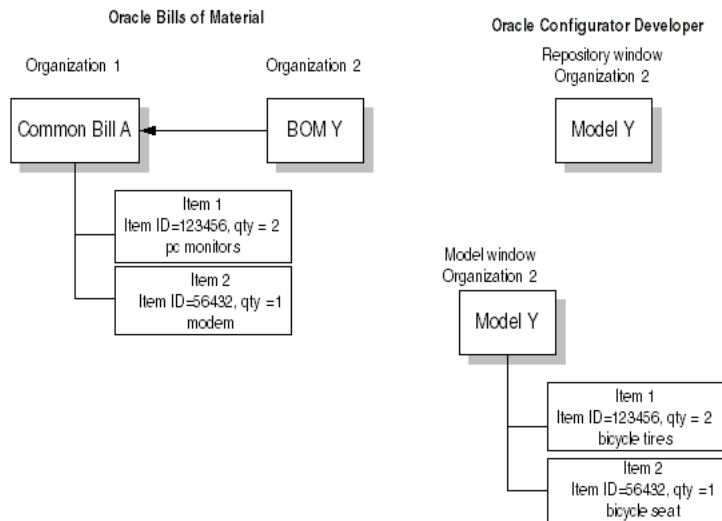 Oracle Bills of Material
Organization 1
Organization 2
Common Bill A
BOM Y
Item 1
Item ID=123456, qty = 2
pc monitors
Item 2
Item ID=56432, qty =1
modem
Oracle Configurator Developer
Repository window
Organization 2
Model Y
Model window
Organization 2
Model Y
Item 1
Item ID=123456, qty = 2
bicycle tires
Item 2
Item ID=56432, qty =1
bicycle seat